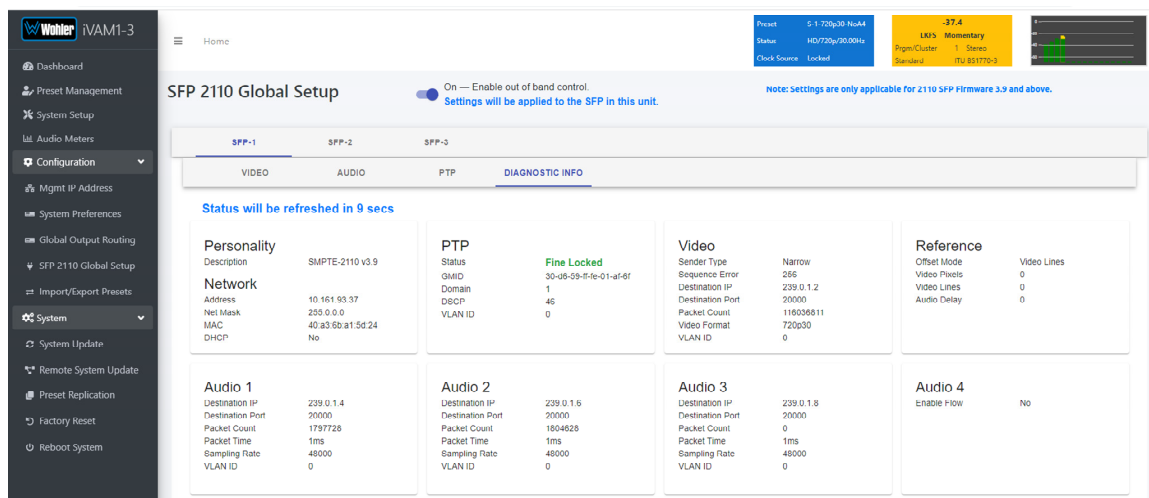 Wohler iVAM1-3
Dashboard
Preset Management
System Setup
Audio Meters
Configuration
Mgmt IP Address
System Preferences
Global Output Routing
SFP 2110 Global Setup
Import/Export Presets
System
System Update
Remote System Update
Preset Replication
Factory Reset
Reboot System
Home
Preset S-1-720p30-NoA4
Status HD/720p/30.00Hz
Clock Source Locked
-37.4
LKFS Momentary
Prgm/Cluster 1 Stereo
Standard ITU BS1770-3
SFP 2110 Global Setup
On — Enable out of band control.
Settings will be applied to the SFP in this unit.
Note: Settings are only applicable for 2110 SFP Firmware 3.9 and above.
SFP-1 SFP-2 SFP-3
VIDEO AUDIO PTP DIAGNOSTIC INFO
Status will be refreshed in 9 secs
Personality
Description SMPTE-2110 v3.9
Network
Address 10.161.93.37
Net Mask 255.0.0.0
MAC 40:a3:6b:a1:5d:24
DHCP No
PTP
Status Fine Locked
GMID 30-d6-59-ff-fe-01-af-6f
Domain 1
DSCP 46
VLAN ID 0
Video
Sender Type Narrow
Sequence Error 266
Destination IP 239.0.1.2
Destination Port 20000
Packet Count 116036811
Video Format 720p30
VLAN ID 0
Reference
Offset Mode Video Lines
Video Pixels 0
Video Lines 0
Audio Delay 0
Audio 1
Destination IP 239.0.1.4
Destination Port 20000
Packet Count 1797728
Packet Time 1ms
Sampling Rate 48000
VLAN ID 0
Audio 2
Destination IP 239.0.1.6
Destination Port 20000
Packet Count 1804628
Packet Time 1ms
Sampling Rate 48000
VLAN ID 0
Audio 3
Destination IP 239.0.1.8
Destination Port 20000
Packet Count 0
Packet Time 1ms
Sampling Rate 48000
VLAN ID 0
Audio 4
Enable Flow No